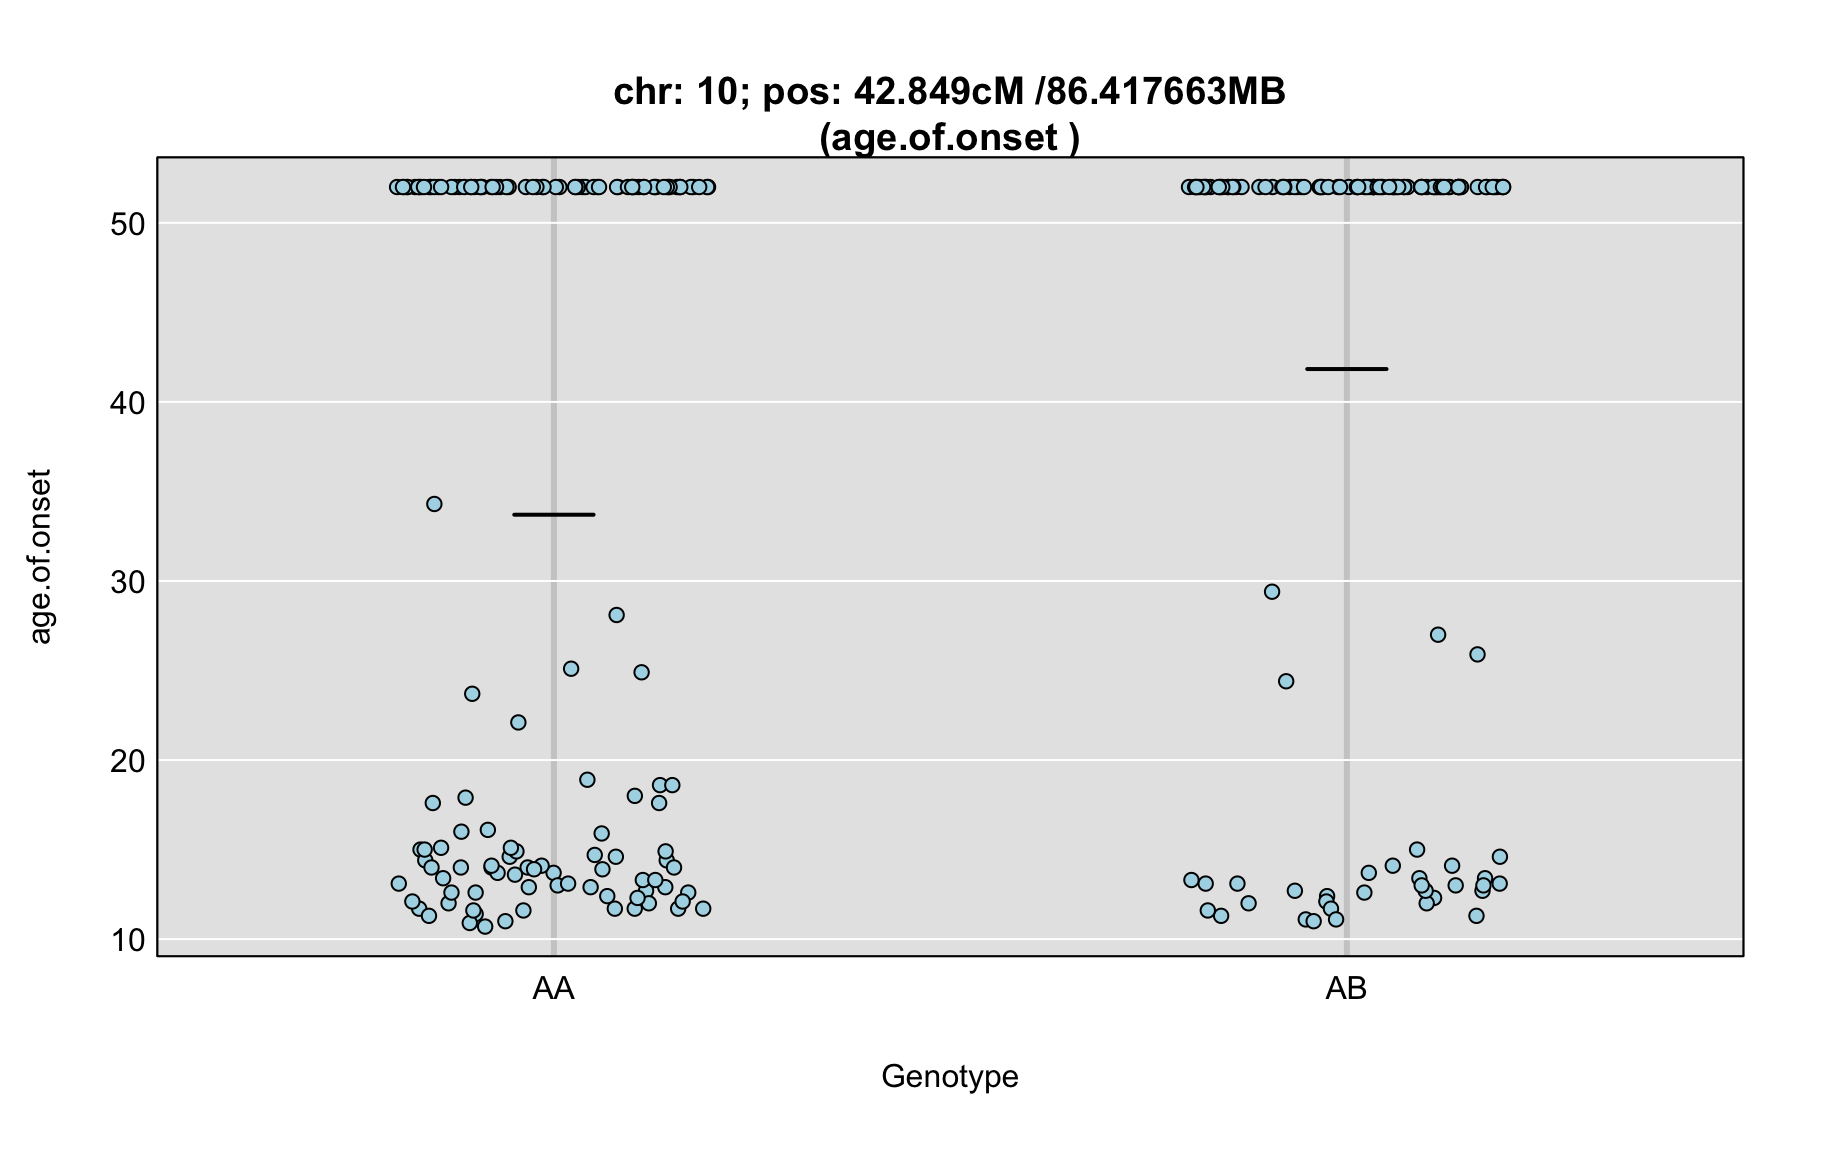 chr: 10; pos: 42.849cM /86.417663MB
(age.of.onset )
50
40
30
20
10
age.of.onset
AA
AB
Genotype